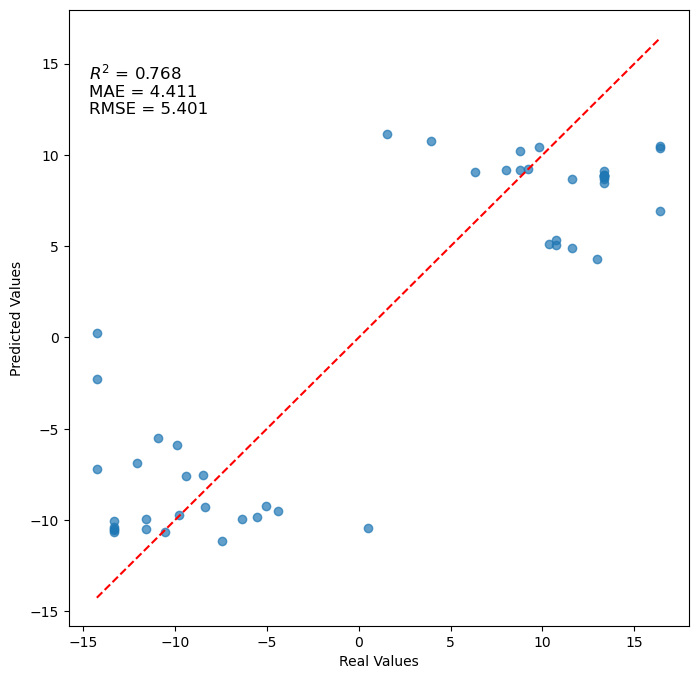 R² = 0.768
MAE = 4.411
RMSE = 5.401
15
10
5
0
−5
−10
−15
Predicted Values
−15 −10 −5 0 5 10 15
Real Values